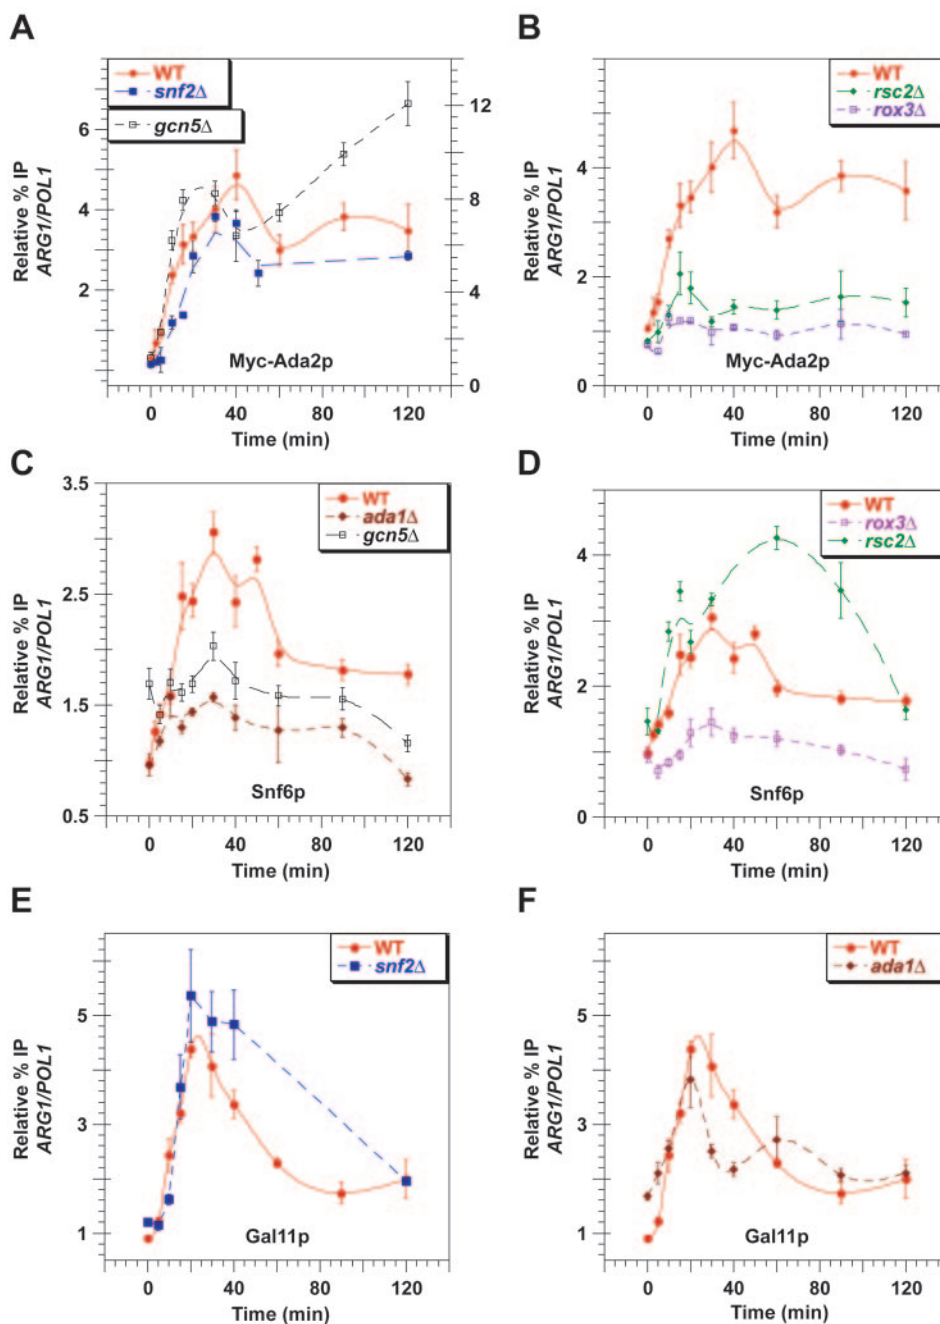 A
WT
snf2Δ
gcn5Δ
Relative % IP
ARG1/POL1
6
4
2
12
8
4
0
Myc-Ada2p
0 40 80 120
Time (min)
B
WT
rsc2Δ
rox3Δ
Relative % IP
ARG1/POL1
4
2
0
Myc-Ada2p
0 40 80 120
Time (min)
C
WT
ada1Δ
gcn5Δ
Relative % IP
ARG1/POL1
3.5
2.5
1.5
0.5
Snf6p
0 40 80 120
Time (min)
D
WT
rox3Δ
rsc2Δ
Relative % IP
ARG1/POL1
4
2
0
Snf6p
0 40 80 120
Time (min)
E
WT
snf2Δ
Relative % IP
ARG1/POL1
5
3
1
Gal11p
0 40 80 120
Time (min)
F
WT
ada1Δ
Relative % IP
ARG1/POL1
5
3
1
Gal11p
0 40 80 120
Time (min)